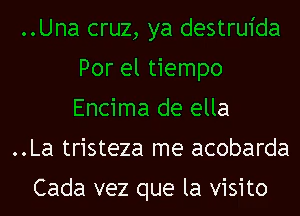 ..Una cruz, ya destruída
Por el tiempo
Encima de ella
..La tristeza me acobarda
Cada vez que la visito